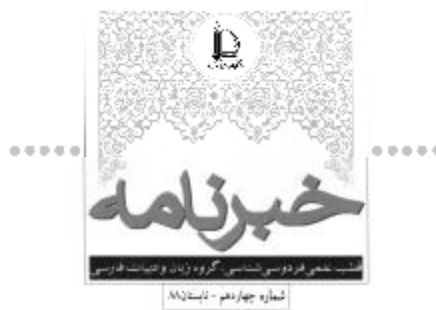 خبرنامه
قطب علمی فردوسی‌شناسی، گروه زبان و ادبیات فارسی
شماره چهاردهم - تابستان ۸۸